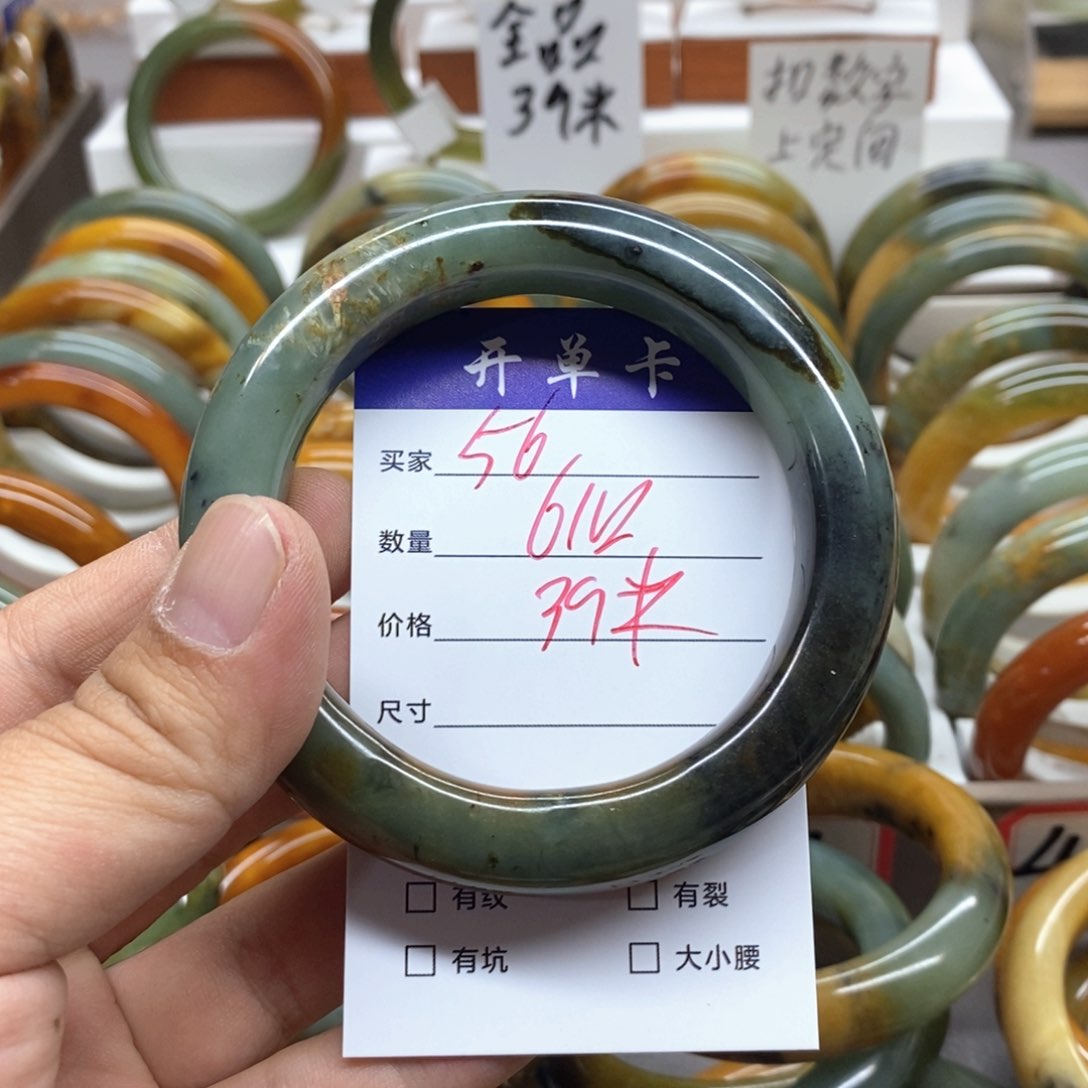 全品
39米
扣数字
上定间
开单卡
买家 56
数量 61
价格 39米
尺寸
有纹
有裂
有坑
大小腰